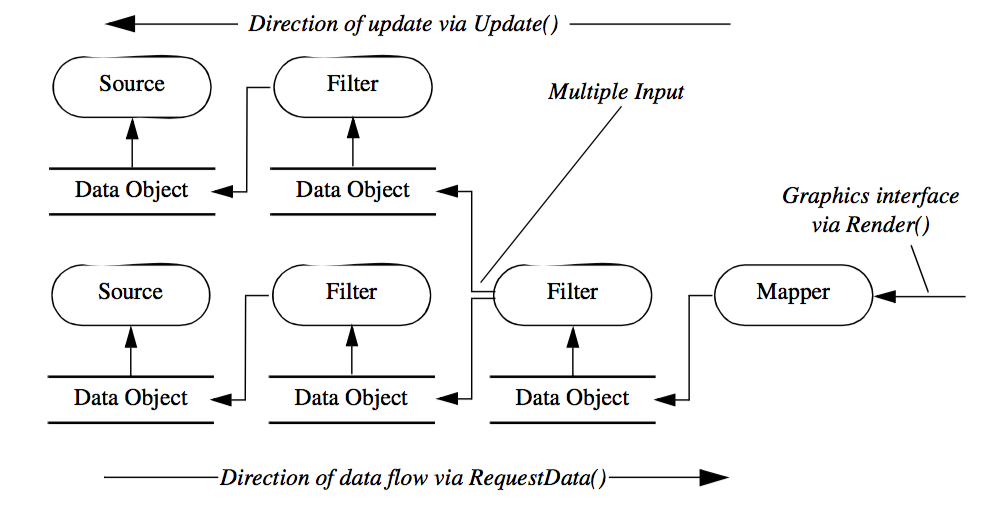 Direction of update via Update()
Source
Filter
Multiple Input
Data Object
Data Object
Graphics interface
via Render()
Source
Filter
Filter
Mapper
Data Object
Data Object
Data Object
Direction of data flow via RequestData()